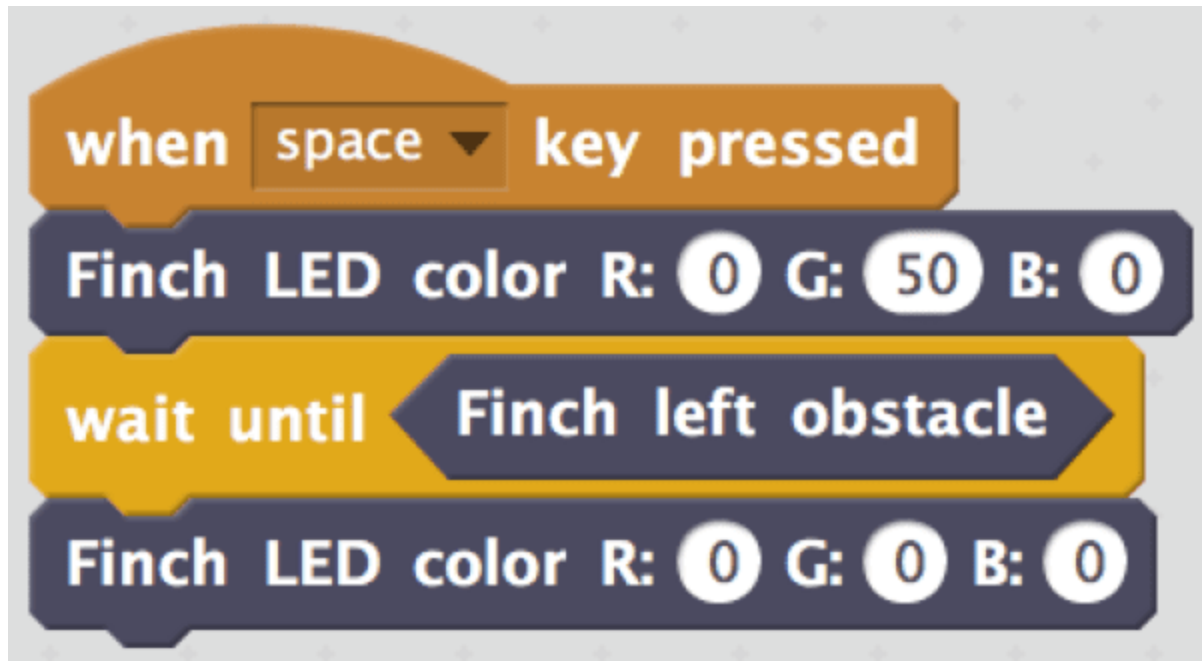 when space key pressed
Finch LED color R: 0 G: 50 B: 0
wait until Finch left obstacle
Finch LED color R: 0 G: 0 B: 0